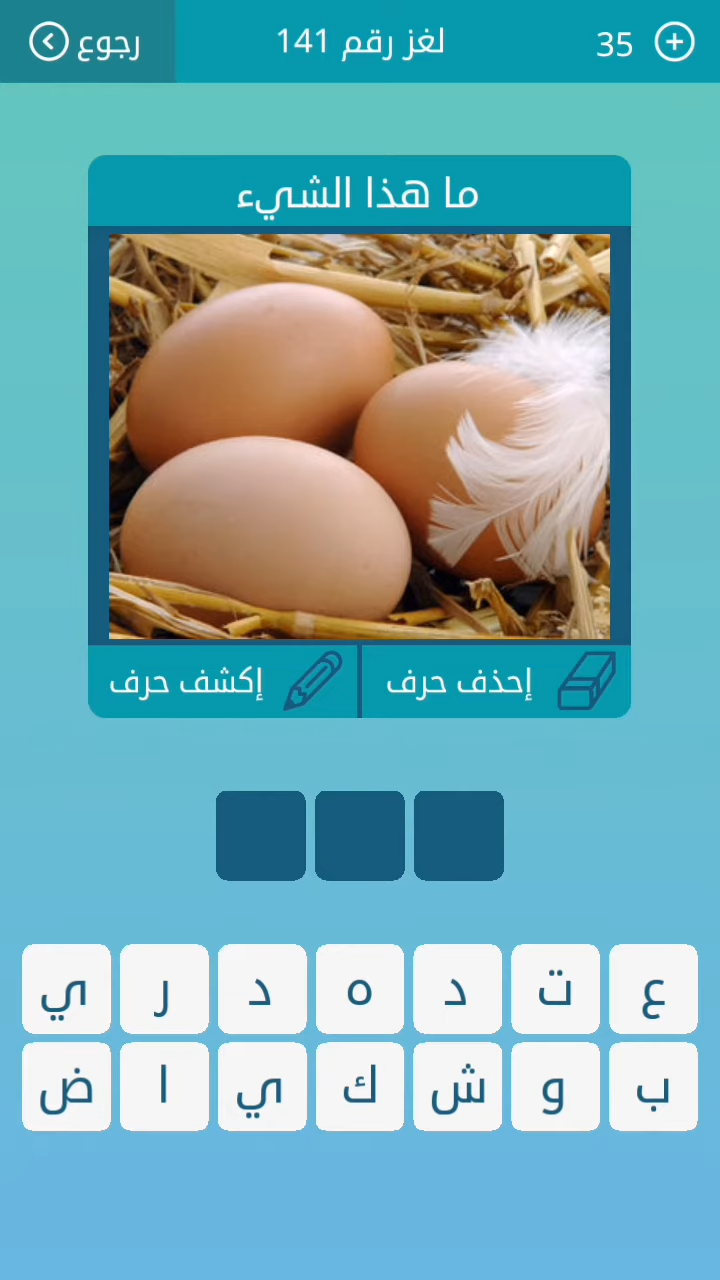 رجوع
لغز رقم 141
35
ما هذا الشيء
إحذف حرف
إكشف حرف
ع ت د ه د ر ي
ب و ش ك ي ا ض